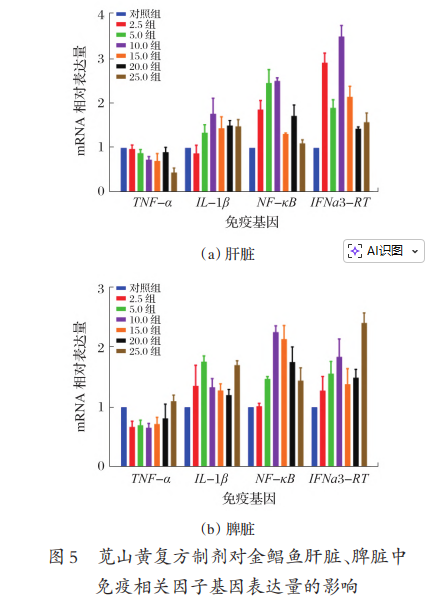 4
3
2
1
0
mRNA 相对表达量
对照组
2.5 组
5.0 组
10.0 组
15.0 组
20.0 组
25.0 组
TNF-α IL-1β NF-κB IFNa3-RT
免疫基因
(a) 肝脏
AI识图
3
2
1
0
mRNA 相对表达量
对照组
2.5 组
5.0 组
10.0 组
15.0 组
20.0 组
25.0 组
TNF-α IL-1β NF-κB IFNa3-RT
免疫基因
(b) 脾脏
图 5 苋山黄复方制剂对金鲳鱼肝脏、脾脏中
免疫相关因子基因表达量的影响